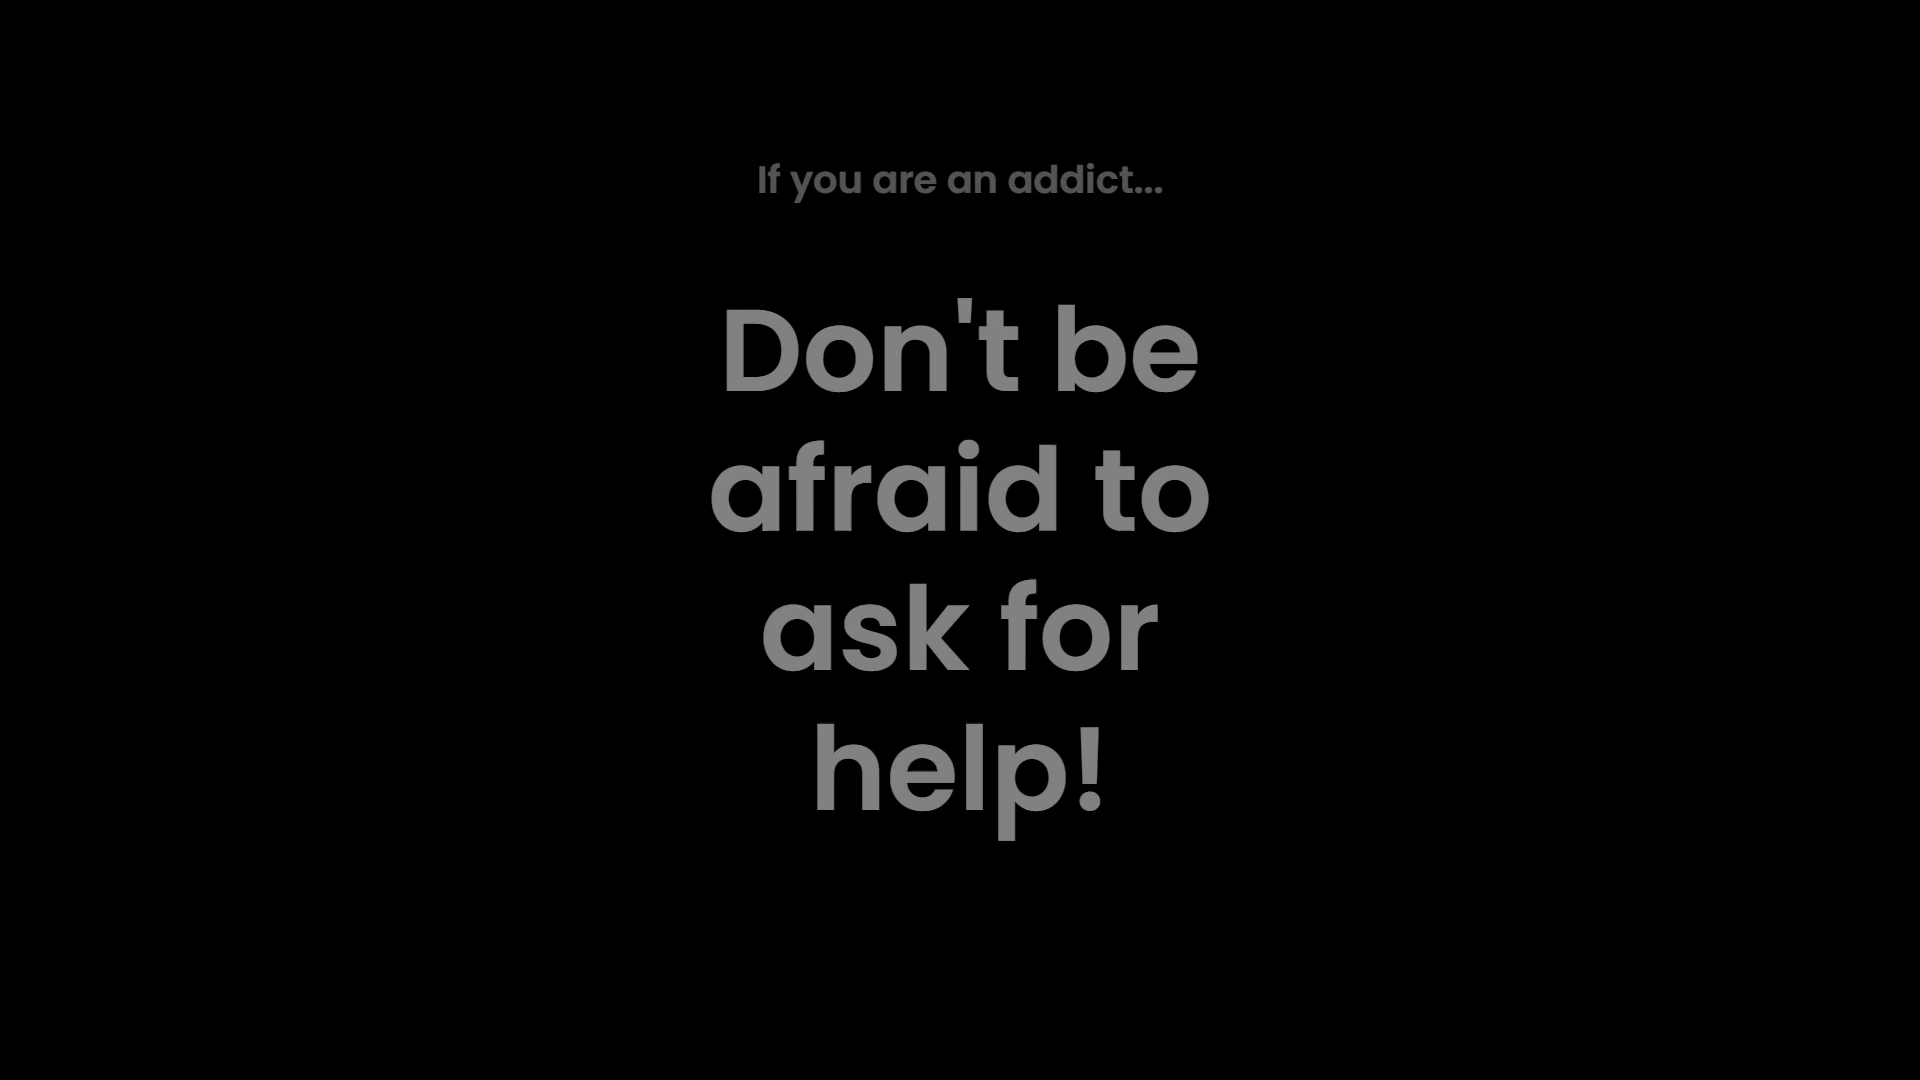 If you are an addict...
Don't be
afraid to
ask for
help!